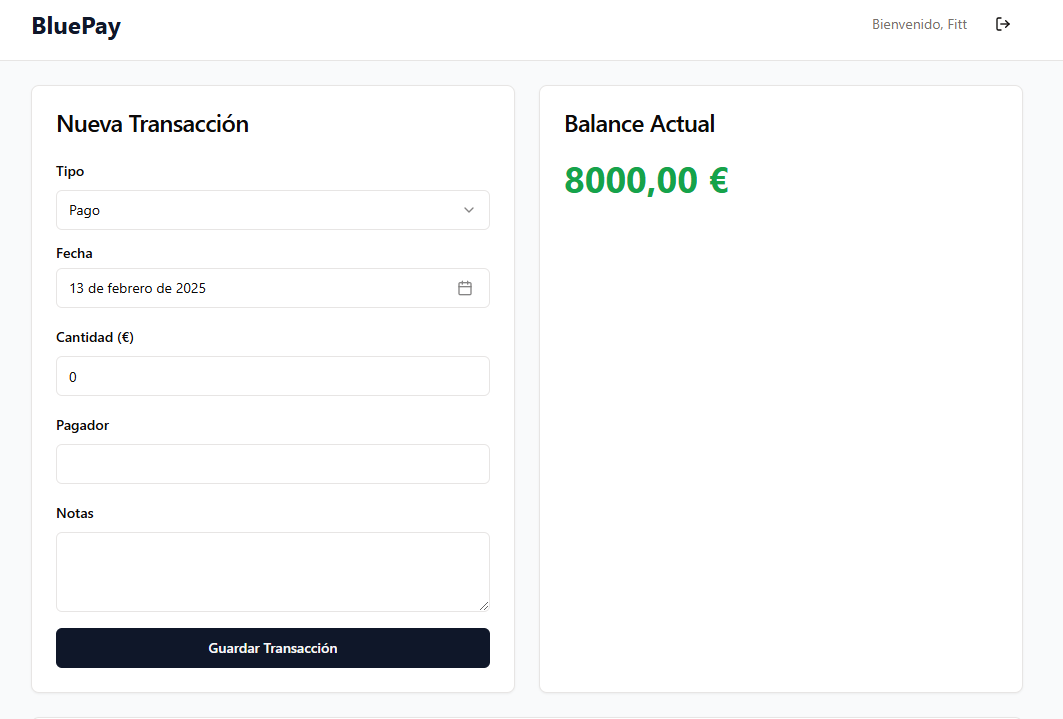 BluePay
Bienvenido, Fitt
Nueva Transacción
Tipo
Pago
Fecha
13 de febrero de 2025
Cantidad (€)
0
Pagador
Notas
Guardar Transacción
Balance Actual
8000,00 €